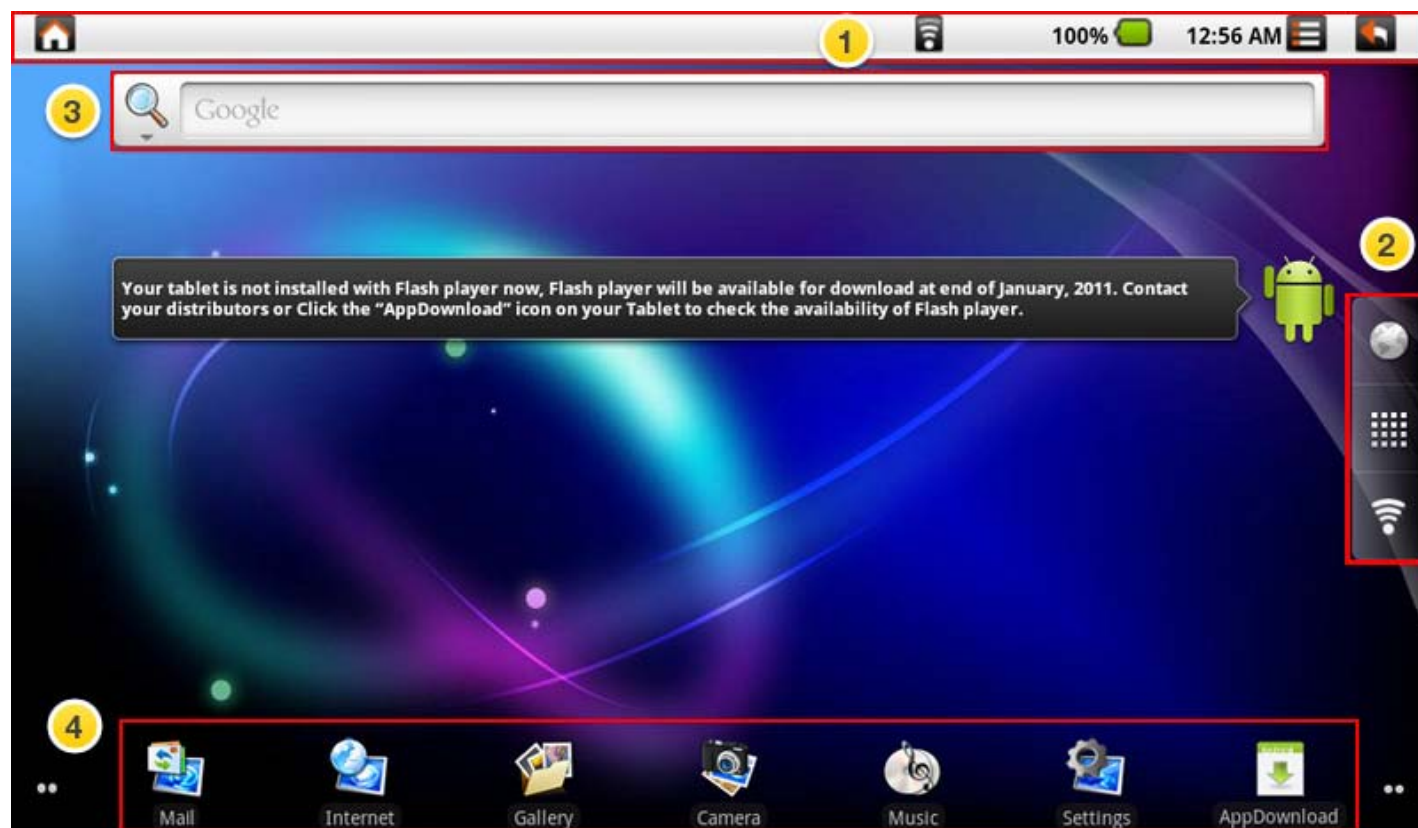 1
100% 12:56 AM
3
Google
2
Your tablet is not installed with Flash player now, Flash player will be available for download at end of January, 2011. Contact
your distributors or Click the “AppDownload” icon on your Tablet to check the availability of Flash player.
4
Mail Internet Gallery Camera Music Settings AppDownload